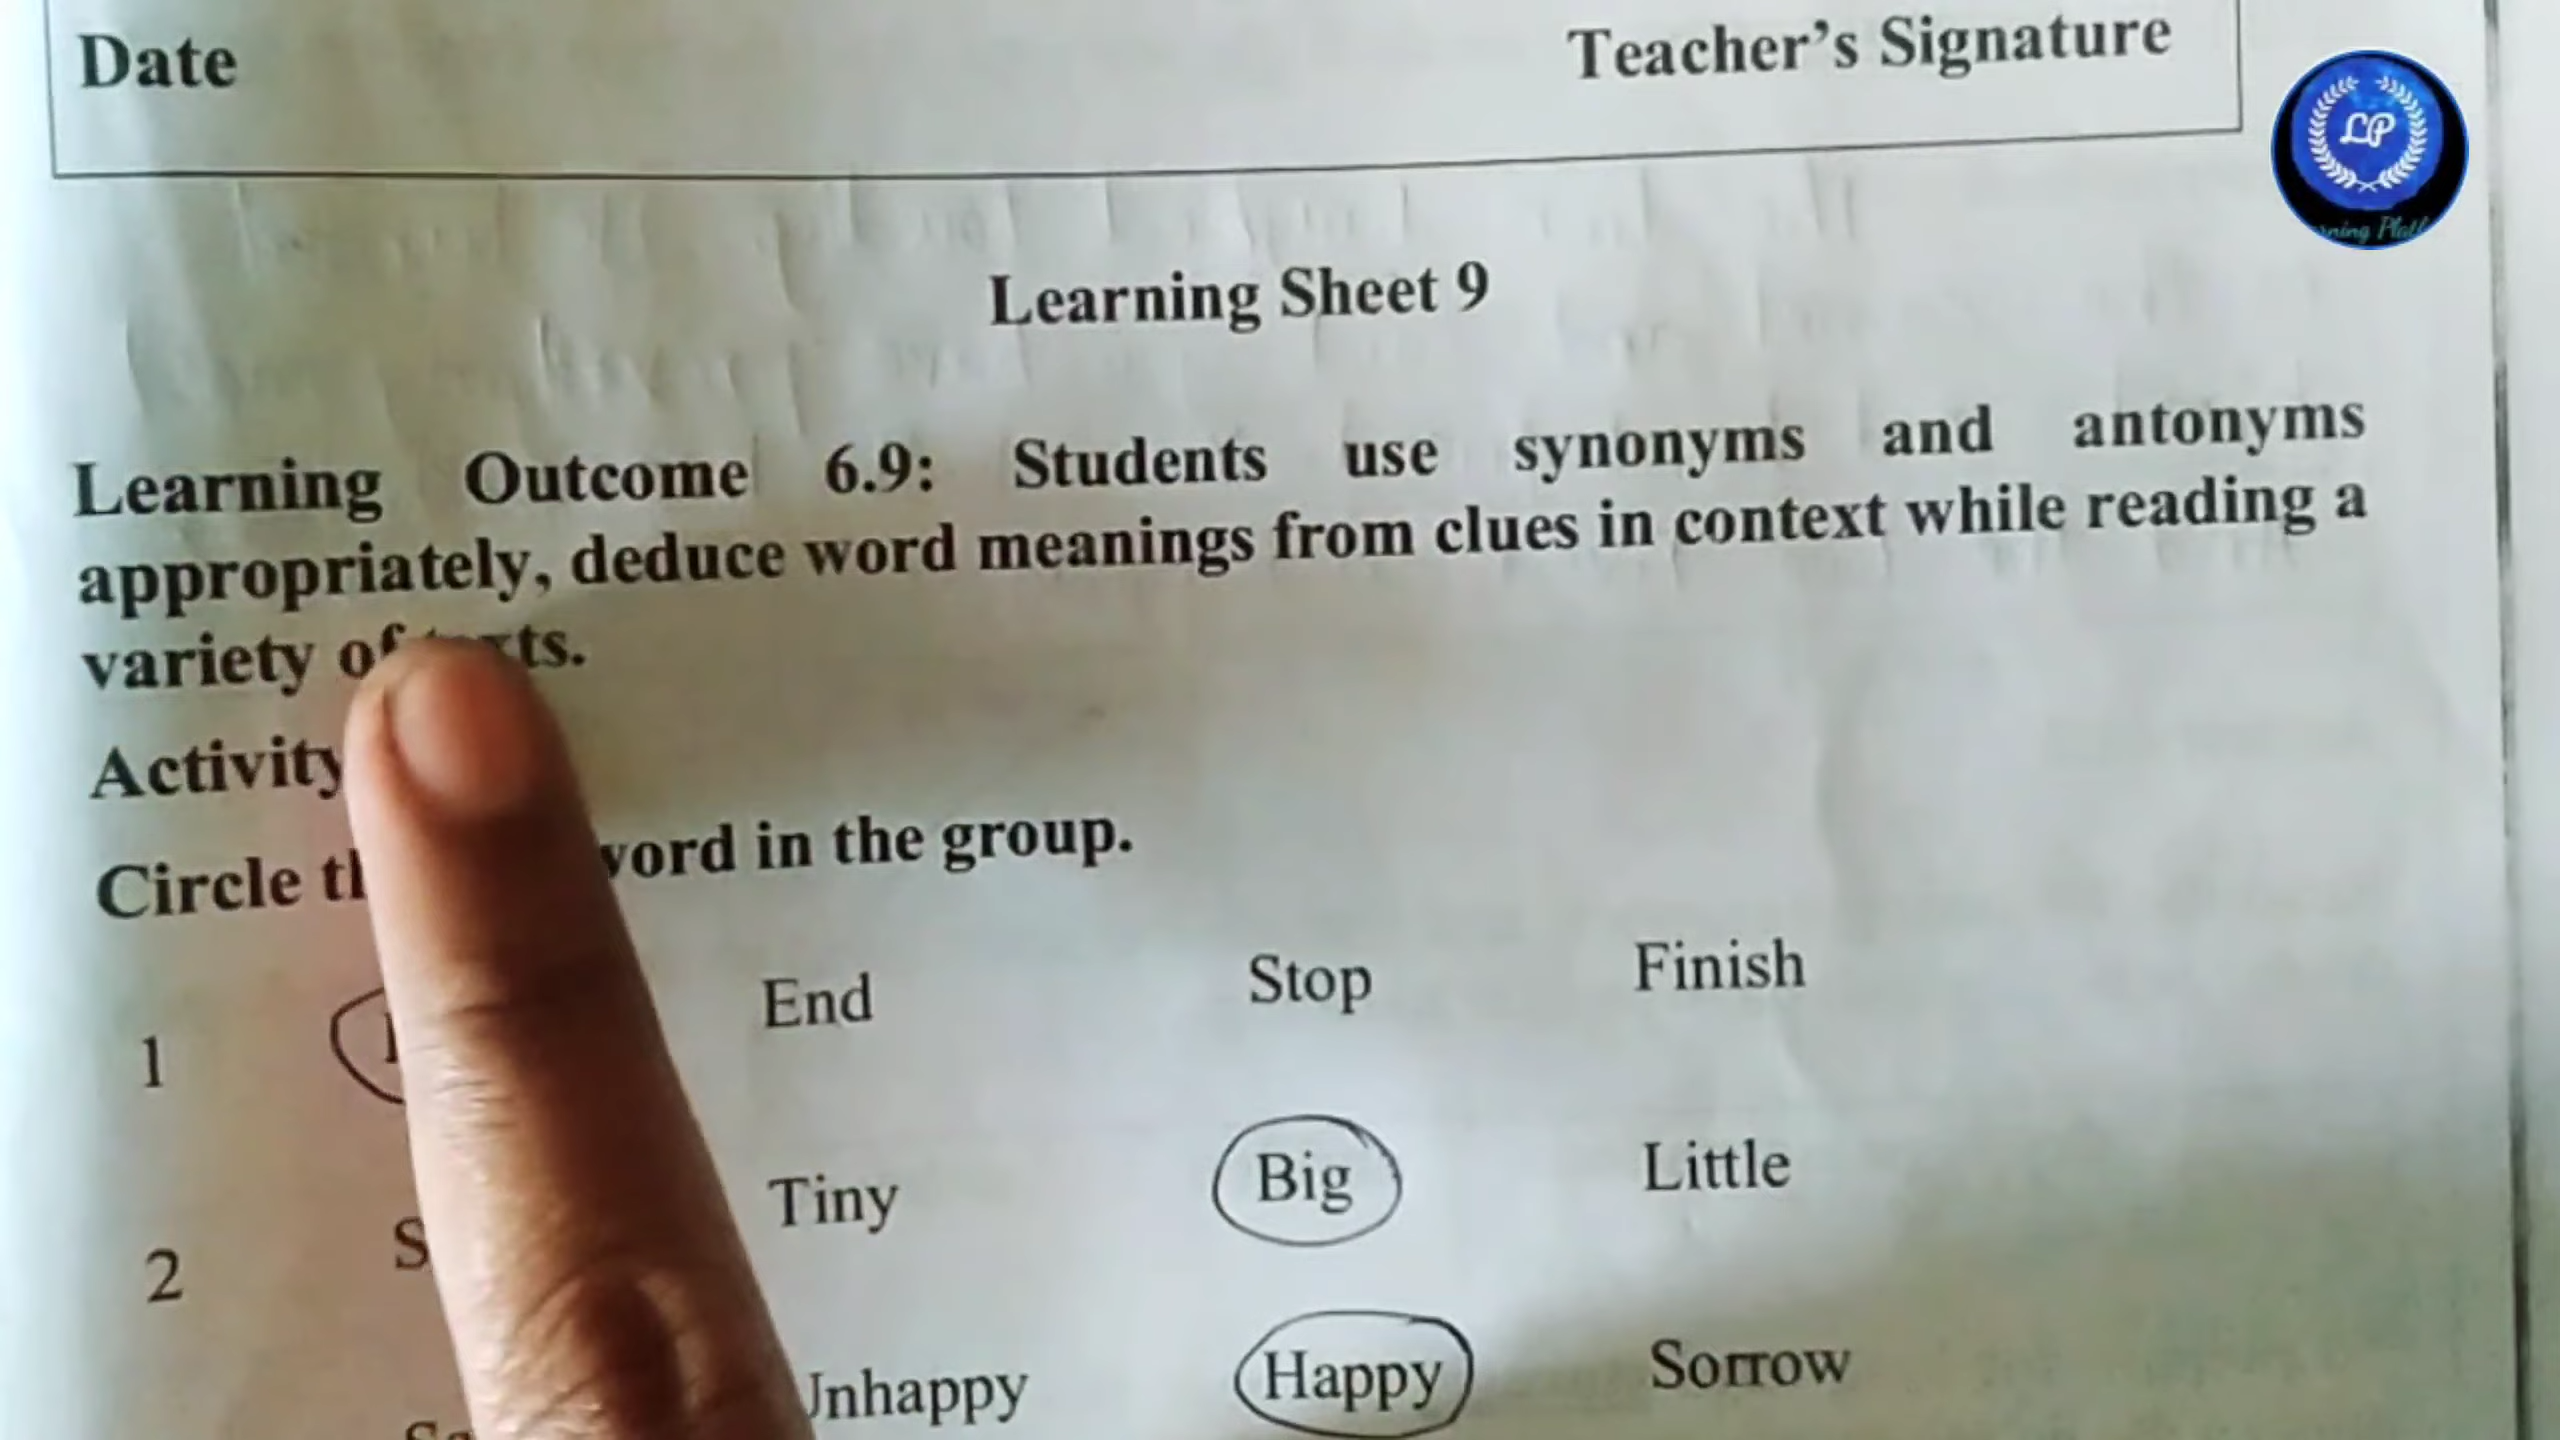 Date Teacher's Signature
LP
Learning Sheet 9
Learning Outcome 6.9: Students use synonyms and antonyms
appropriately, deduce word meanings from clues in context while reading a
variety of
Activity
Circle word in the group.
1 End Stop Finish
2 Tiny Big Little
Unhappy Happy Sorrow